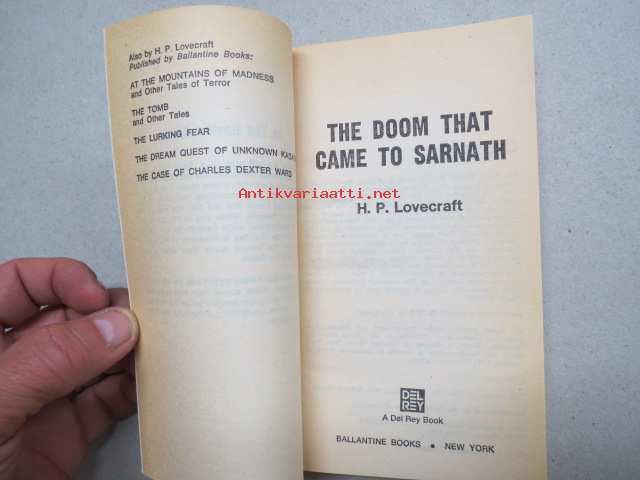 Also by H. P. Lovecraft
Published by Ballantine Books:
AT THE MOUNTAINS OF MADNESS
and Other Tales of Terror
THE TOMB
and Other Tales
THE LURKING FEAR
THE DREAM QUEST OF UNKNOWN
THE CASE OF CHARLES DEXTER WARD
THE DOOM THAT
CAME TO SARNATH
H. P. Lovecraft
Antikvariaatti.net
DEL
REY
A Del Rey Book
BALLANTINE BOOKS • NEW YORK